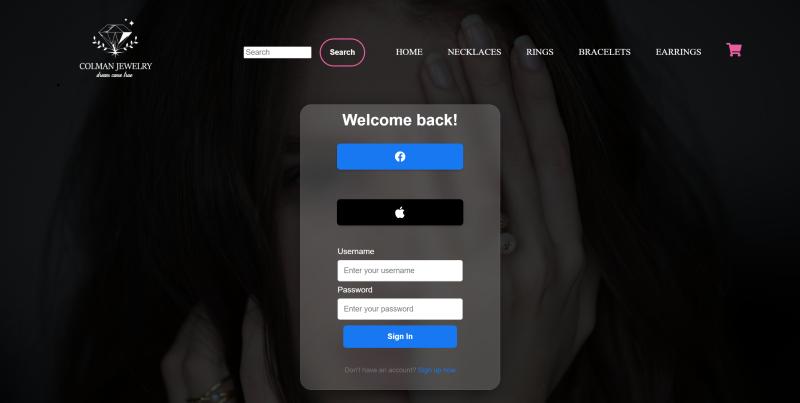 COLMAN JEWELRY
dream came true
Search
Search
HOME
NECKLACES
RINGS
BRACELETS
EARRINGS
Welcome back!
Username
Enter your username
Password
Enter your password
Sign In
Don't have an account? Sign up now